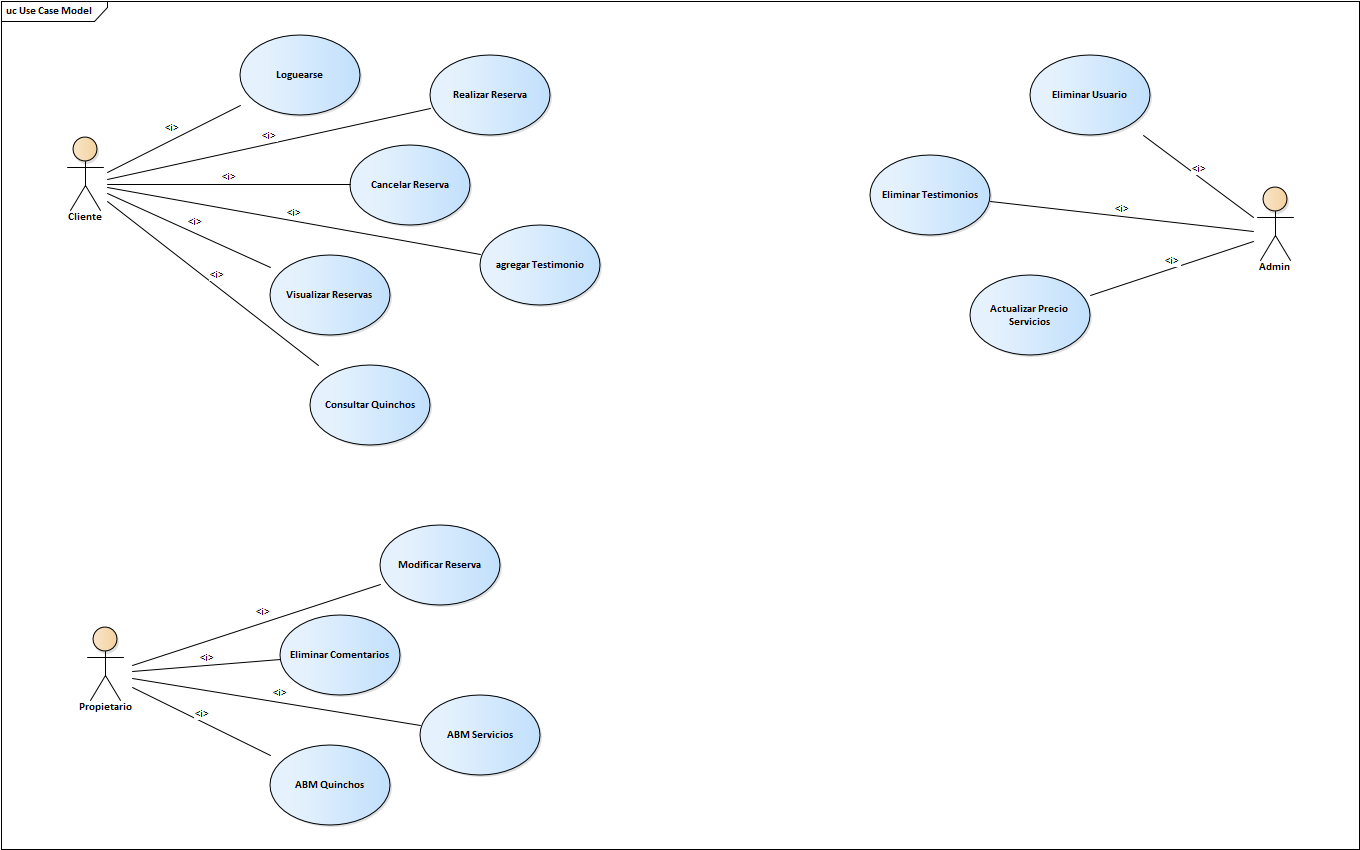 uc Use Case Model
Loguearse
Realizar Reserva
<i>
<i>
Cliente
<i>
Cancelar Reserva
<i>
<i>
agregar Testimonio
<i>
Visualizar Reservas
Consultar Quinchos
Eliminar Usuario
<i>
Eliminar Testimonios
<i>
Admin
<i>
Actualizar Precio
Servicios
Modificar Reserva
<i>
Eliminar Comentarios
<i>
Propietario
<i>
ABM Servicios
<i>
ABM Quinchos